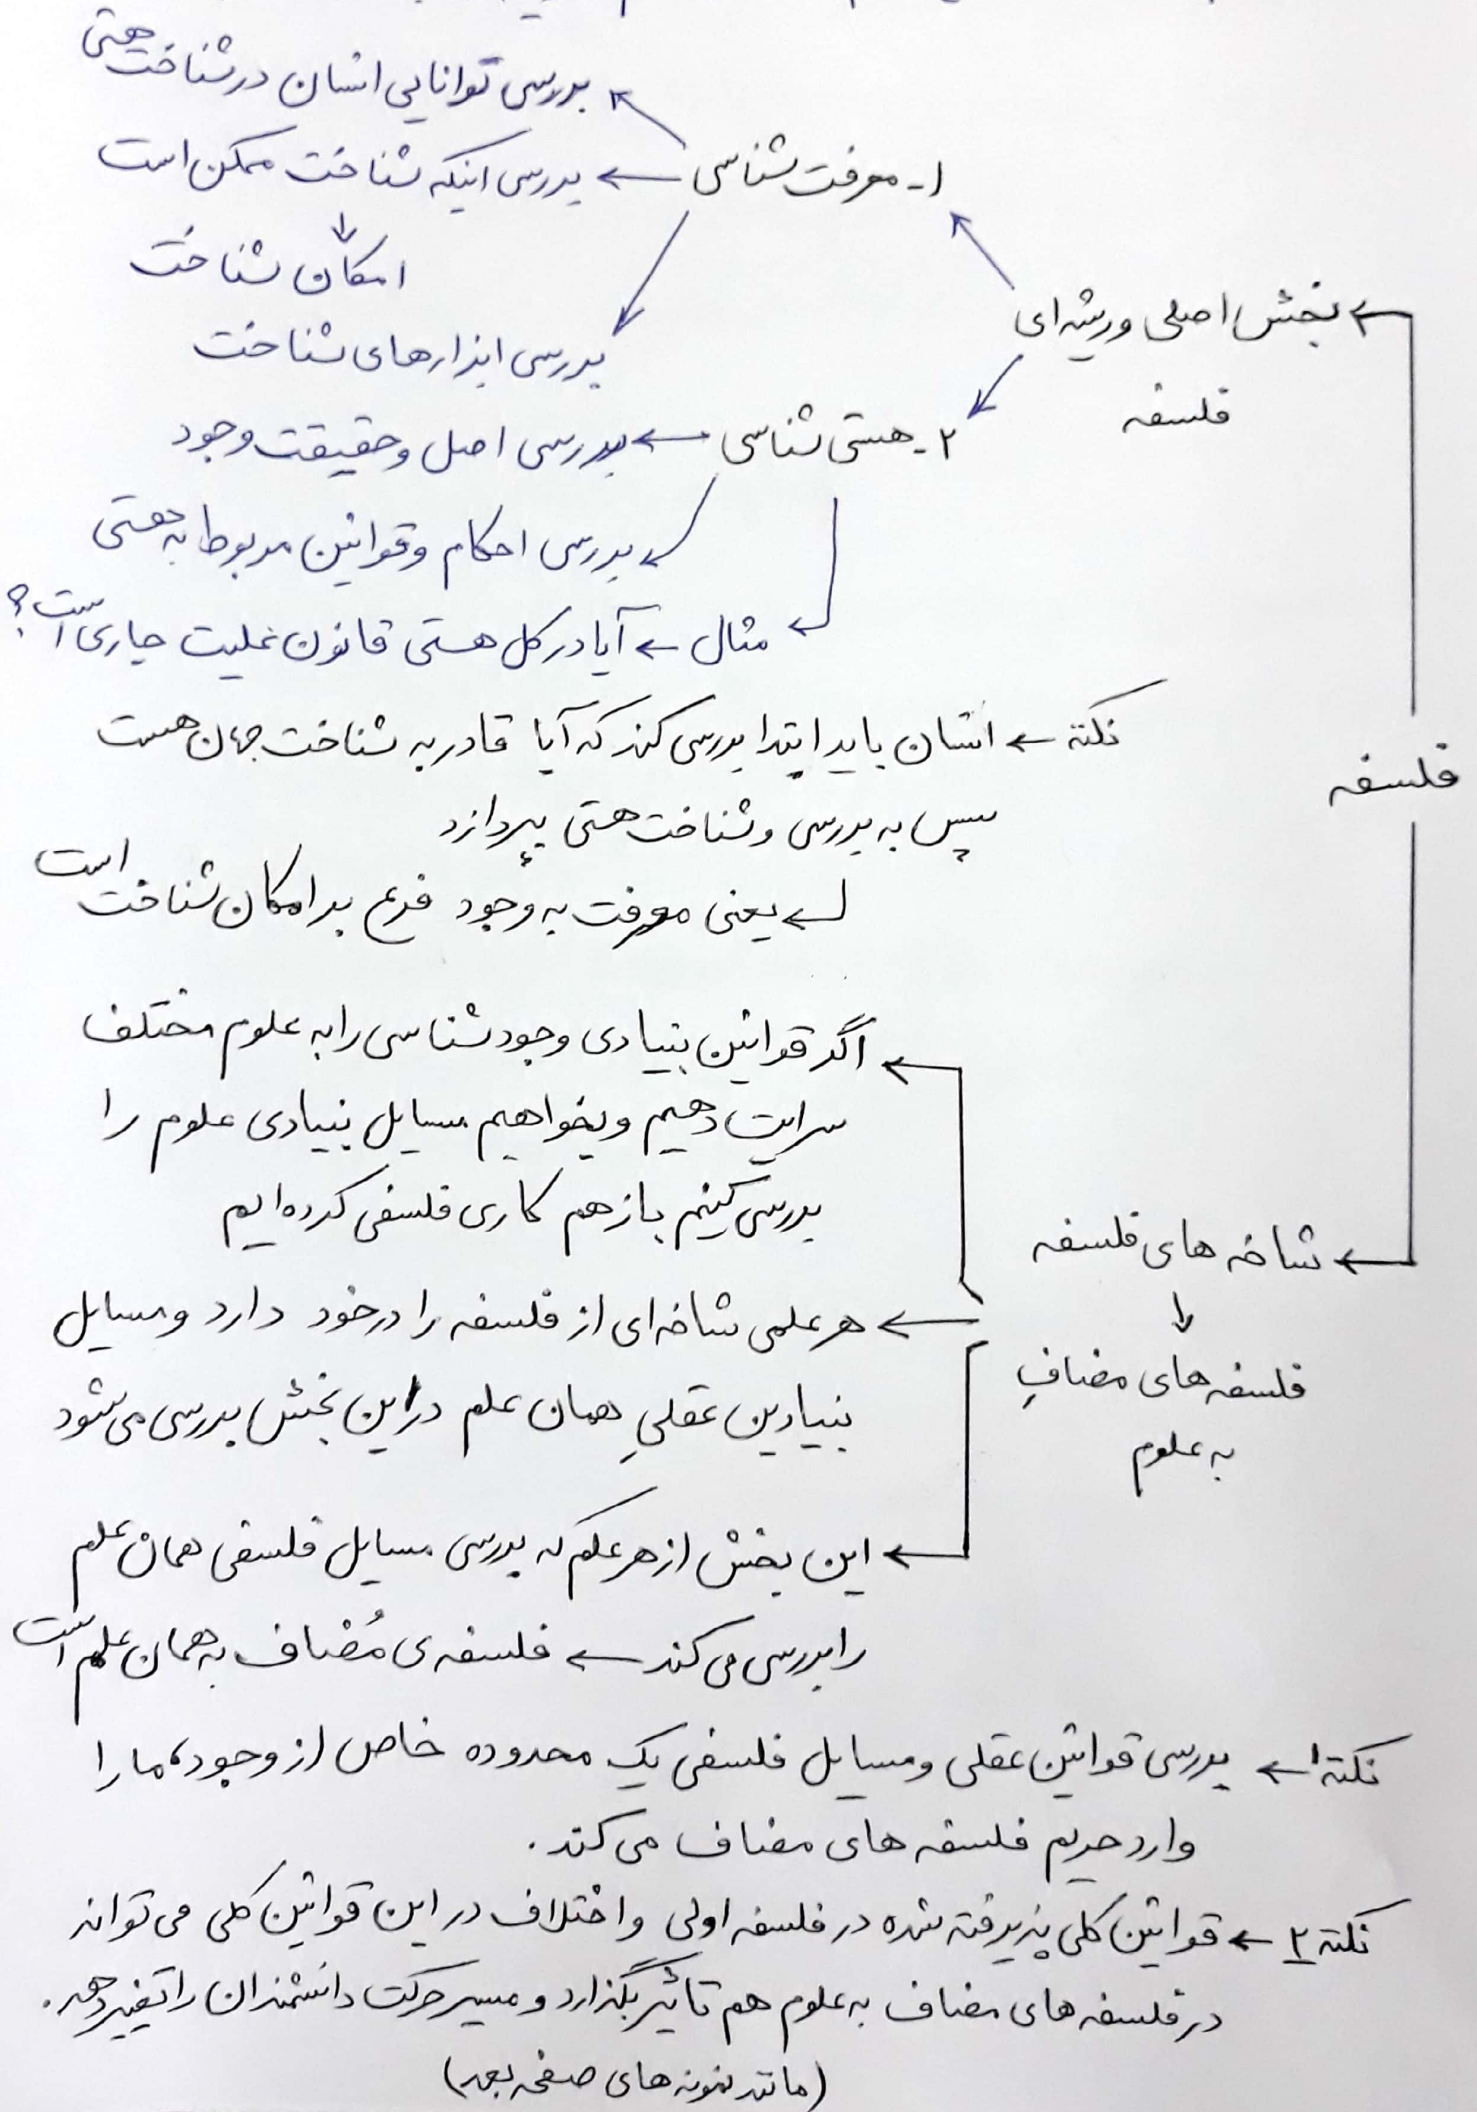 بررسی توانایی انسان در شناخت هستی
۱- معرفت شناسی ← بررسی اینکه شناخت ممکن است
↓
امکان شناخت
بخش اصلی و ریشه ای
فلسفه
بررسی ابزارهای شناخت
۲- هستی شناسی ← بررسی اصل و حقیقت وجود
بررسی احکام و قوانین مربوط به هستی
مثال ← آیا در کل هستی قانون علیت جاری است؟
نکته ← انسان باید ابتدا بررسی کند که آیا قادر به شناخت جهان هست
فلسفه
سپس به بررسی و شناخت هستی بپردازد
یعنی معرفت به وجود فرع بر امکان شناخت است
اگر قوانین بنیادی وجودشناسی را به علوم مختلف
سرایت دهیم و بخواهیم مسایل بنیادی علوم را
بررسی کنیم باز هم کاری فلسفی کرده ایم
شاخه های فلسفه
↓
فلسفه های مضافِ
به علوم
هر علمی شاخه ای از فلسفه را در خود دارد و مسایل
بنیادین عقلیِ همان علم در این بخش بررسی می شود
این بخش از هر علم که بررسی مسایل فلسفی همان علم
را بررسی می کند ← فلسفه ی مُضاف به همان علم است
نکته ۱ ← بررسی قوانین عقلی و مسایل فلسفی یک محدوده خاص از وجود، ما را
وارد حریم فلسفه های مضاف می کند.
نکته ۲ ← قوانین کلی پذیرفته شده در فلسفه اولی و اختلاف در این قوانین کلی می تواند
در فلسفه های مضاف به علوم هم تاثیر بگذارد و مسیر حرکت دانشمندان را تغییر دهد.
(مانند نمونه های صفحه بعد)